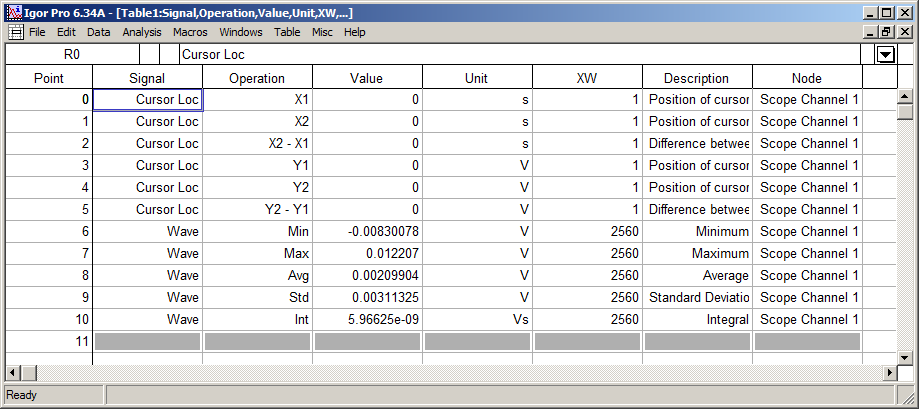 Igor Pro 6.34A - [Table1:Signal,Operation,Value,Unit,XW,...]
File Edit Data Analysis Macros Windows Table Misc Help
R0 Cursor Loc
Point Signal Operation Value Unit XW Description Node
0 Cursor Loc X1 0 s 1 Position of cursor Scope Channel 1
1 Cursor Loc X2 0 s 1 Position of cursor Scope Channel 1
2 Cursor Loc X2 - X1 0 s 1 Difference betwee Scope Channel 1
3 Cursor Loc Y1 0 V 1 Position of cursor Scope Channel 1
4 Cursor Loc Y2 0 V 1 Position of cursor Scope Channel 1
5 Cursor Loc Y2 - Y1 0 V 1 Difference betwee Scope Channel 1
6 Wave Min -0.00830078 V 2560 Minimum Scope Channel 1
7 Wave Max 0.012207 V 2560 Maximum Scope Channel 1
8 Wave Avg 0.00209904 V 2560 Average Scope Channel 1
9 Wave Std 0.00311325 V 2560 Standard Deviatio Scope Channel 1
10 Wave Int 5.96625e-09 Vs 2560 Integral Scope Channel 1
11
Ready